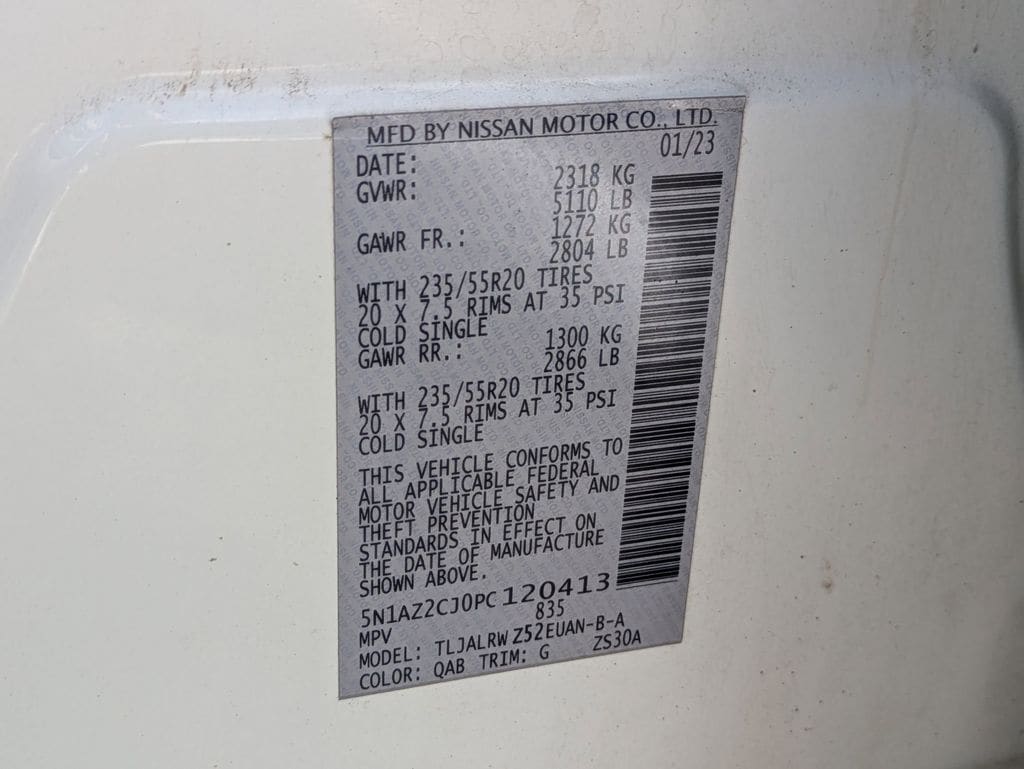 MFD BY NISSAN MOTOR CO., LTD.
DATE: 01/23
GVWR: 2318 KG
5110 LB
GAWR FR.: 1272 KG
2804 LB
WITH 235/55R20 TIRES
20 X 7.5 RIMS AT 35 PSI
COLD SINGLE
GAWR RR.: 1300 KG
2866 LB
WITH 235/55R20 TIRES
20 X 7.5 RIMS AT 35 PSI
COLD SINGLE
THIS VEHICLE CONFORMS TO
ALL APPLICABLE FEDERAL
MOTOR VEHICLE SAFETY AND
THEFT PREVENTION
STANDARDS IN EFFECT ON
THE DATE OF MANUFACTURE
SHOWN ABOVE.
5N1AZ2CJ0PC120413
MPV 835
MODEL: TLJALRWZ52EUAN-B-A
COLOR: QAB TRIM: G ZS30A